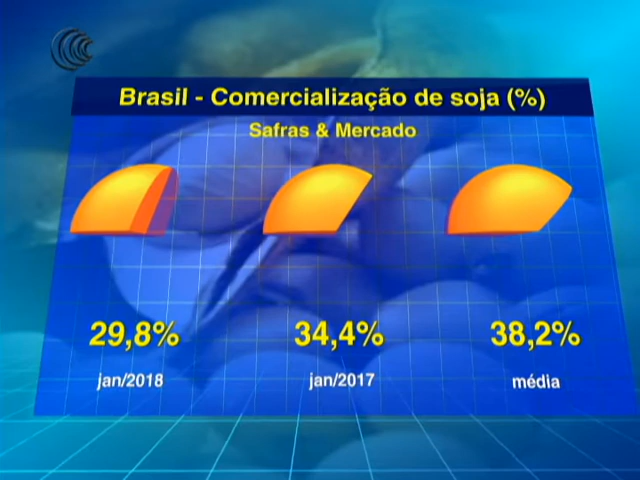 Brasil - Comercialização de soja (%)
Safras & Mercado
29,8% 34,4% 38,2%
jan/2018 jan/2017 média